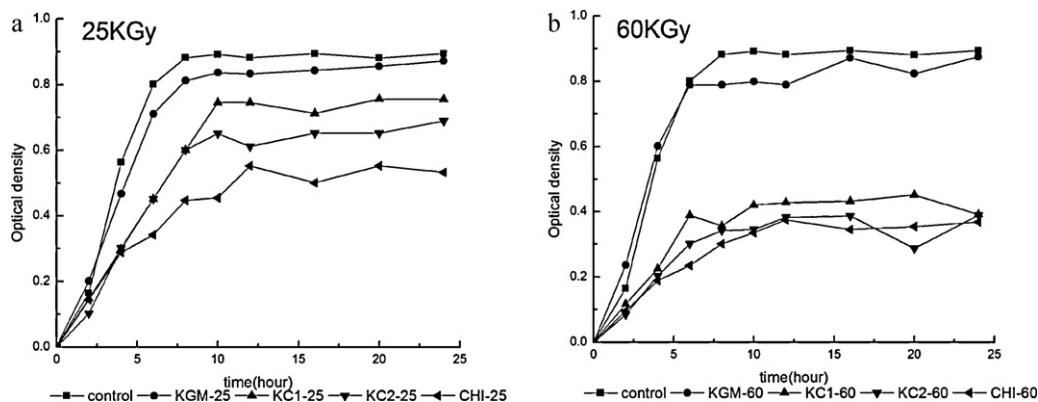 a
25KGy
Optical density
1.0
0.8
0.6
0.4
0.2
0.0
0 5 10 15 20 25
time(hour)
control KGM-25 KC1-25 KC2-25 CHI-25
b
60KGy
Optical density
1.0
0.8
0.6
0.4
0.2
0.0
0 5 10 15 20 25
time(hour)
control KGM-60 KC1-60 KC2-60 CHI-60